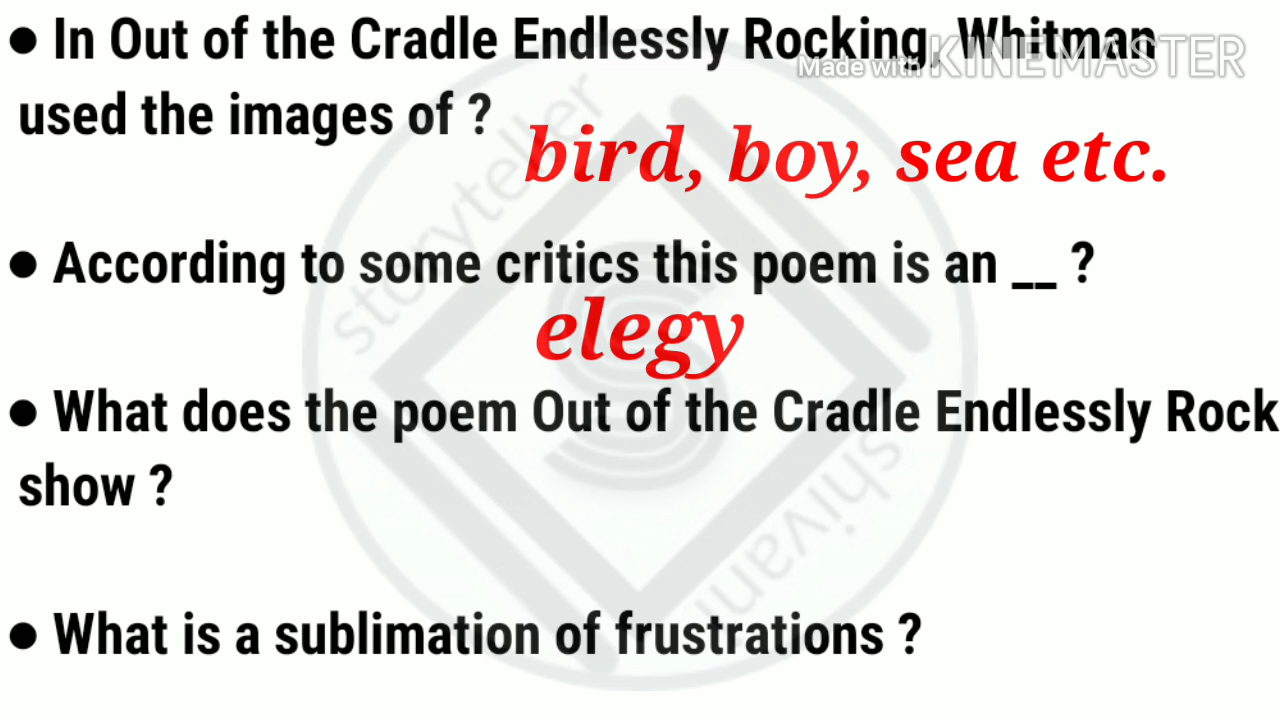 ● In Out of the Cradle Endlessly Rocking, Whitman
Made with KINEMASTER
used the images of ?
bird, boy, sea etc.
● According to some critics this poem is an __ ?
elegy
● What does the poem Out of the Cradle Endlessly Rock
show ?
● What is a sublimation of frustrations ?
storyteller
shivam